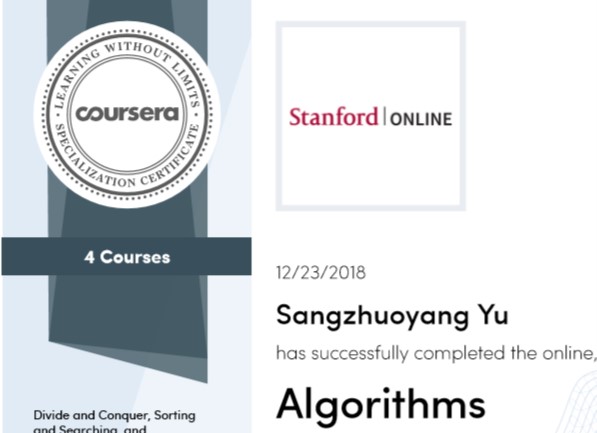 LEARNING WITHOUT LIMITS
coursera
SPECIALIZATION CERTIFICATE
4 Courses
Divide and Conquer, Sorting
and Searching, and
Stanford | ONLINE
12/23/2018
Sangzhuoyang Yu
has successfully completed the online,
Algorithms